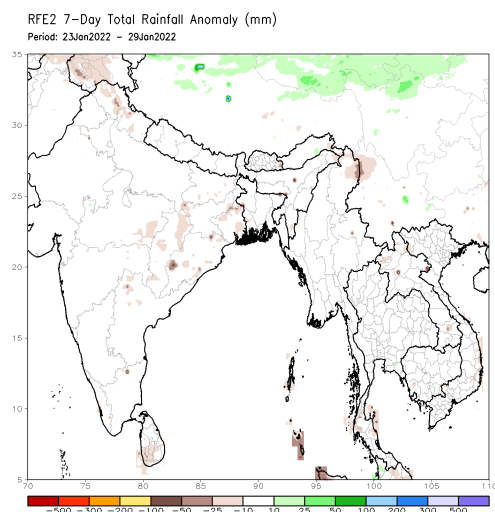 RFE2 7-Day Total Rainfall Anomaly (mm)
Period: 23Jan2022 - 29Jan2022
35
30
25
20
15
10
5
70 75 80 85 90 95 100 105 110
-500 -300 -200 -100 -50 -25 -10 10 25 50 100 200 300 500